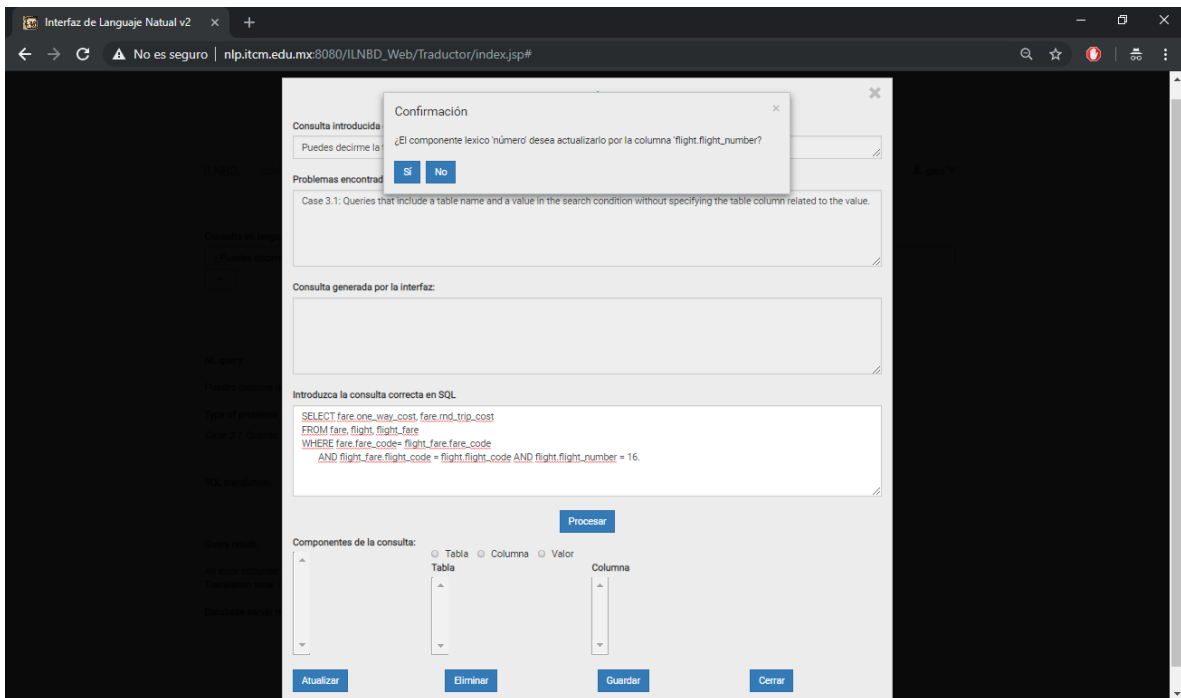 Interfaz de Languaje Natual v2
No es seguro | nlp.itcm.edu.mx:8080/ILNBD_Web/Traductor/index.jsp#
Confirmación
¿El componente lexico 'número' desea actualizarlo por la columna 'flight.flight_number?
Sí No
Consulta introducida
Puedes decirme la
Problemas encontrad
Case 3.1: Queries that include a table name and a value in the search condition without specifying the table column related to the value.
Consulta generada por la interfaz:
Introduzca la consulta correcta en SQL
SELECT fare.one_way_cost, fare.rnd_trip_cost
FROM fare, flight, flight_fare
WHERE fare.fare_code= flight_fare.fare_code
AND flight_fare.flight_code = flight.flight_code AND flight.flight_number = 16.
Procesar
Componentes de la consulta:
Tabla Columna Valor
Tabla Columna
Atualizar Eliminar Guardar Cerrar